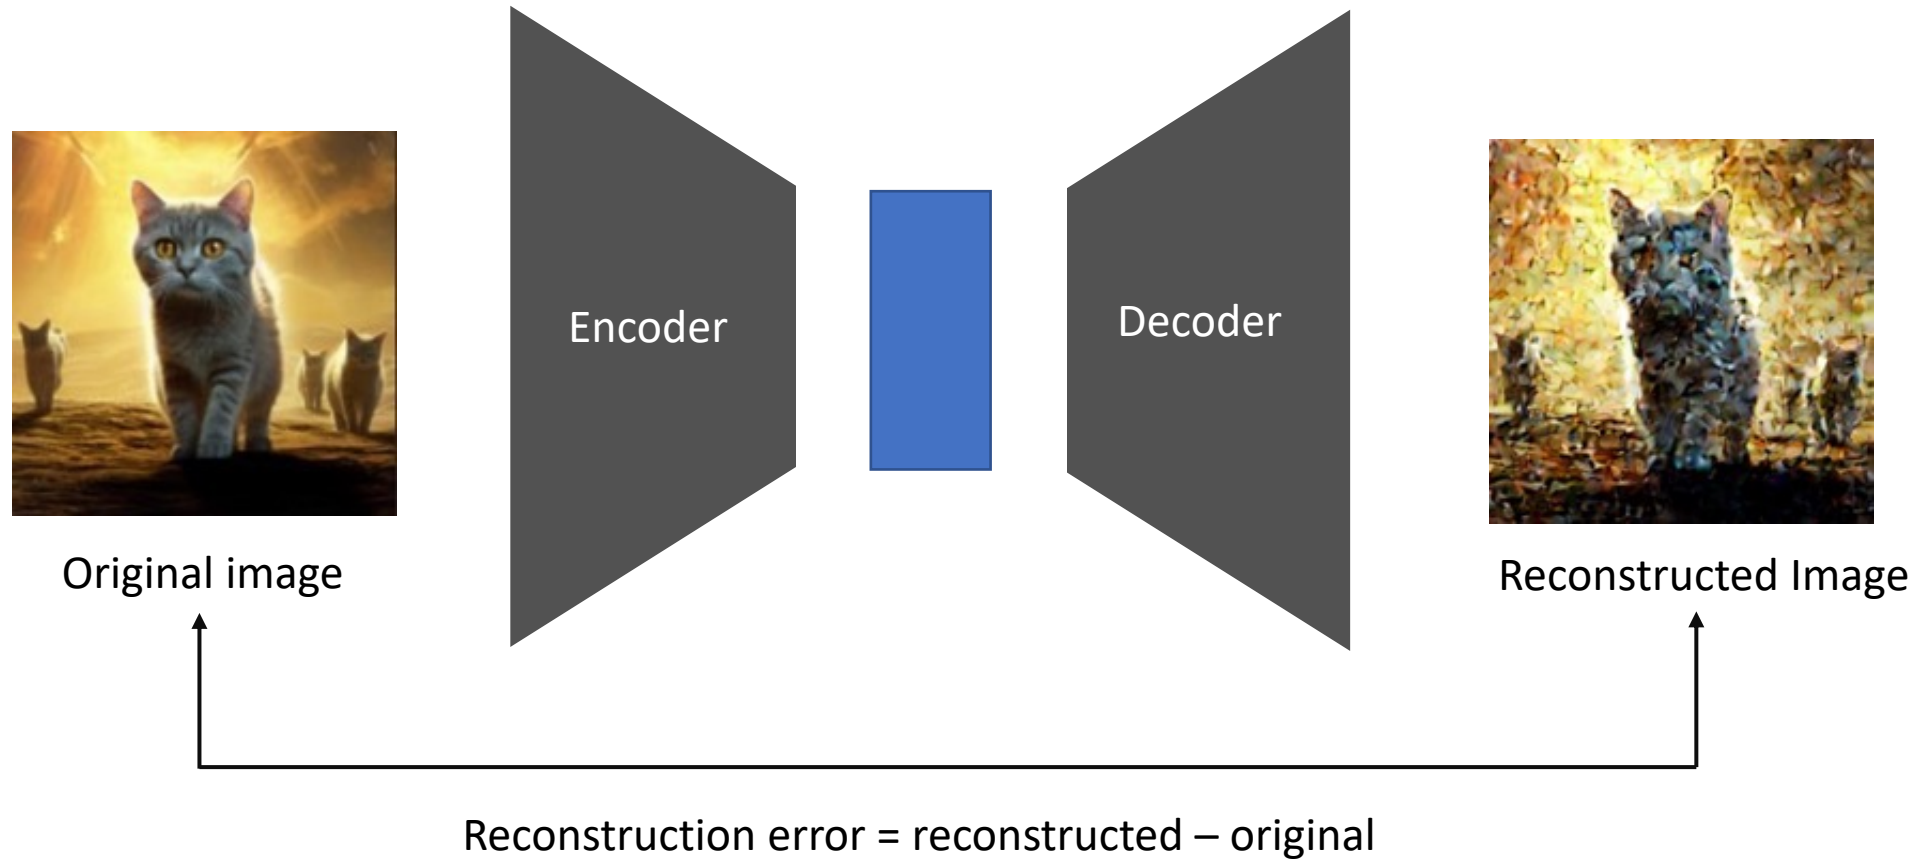 Encoder
Decoder
Original image
Reconstructed Image
Reconstruction error = reconstructed – original